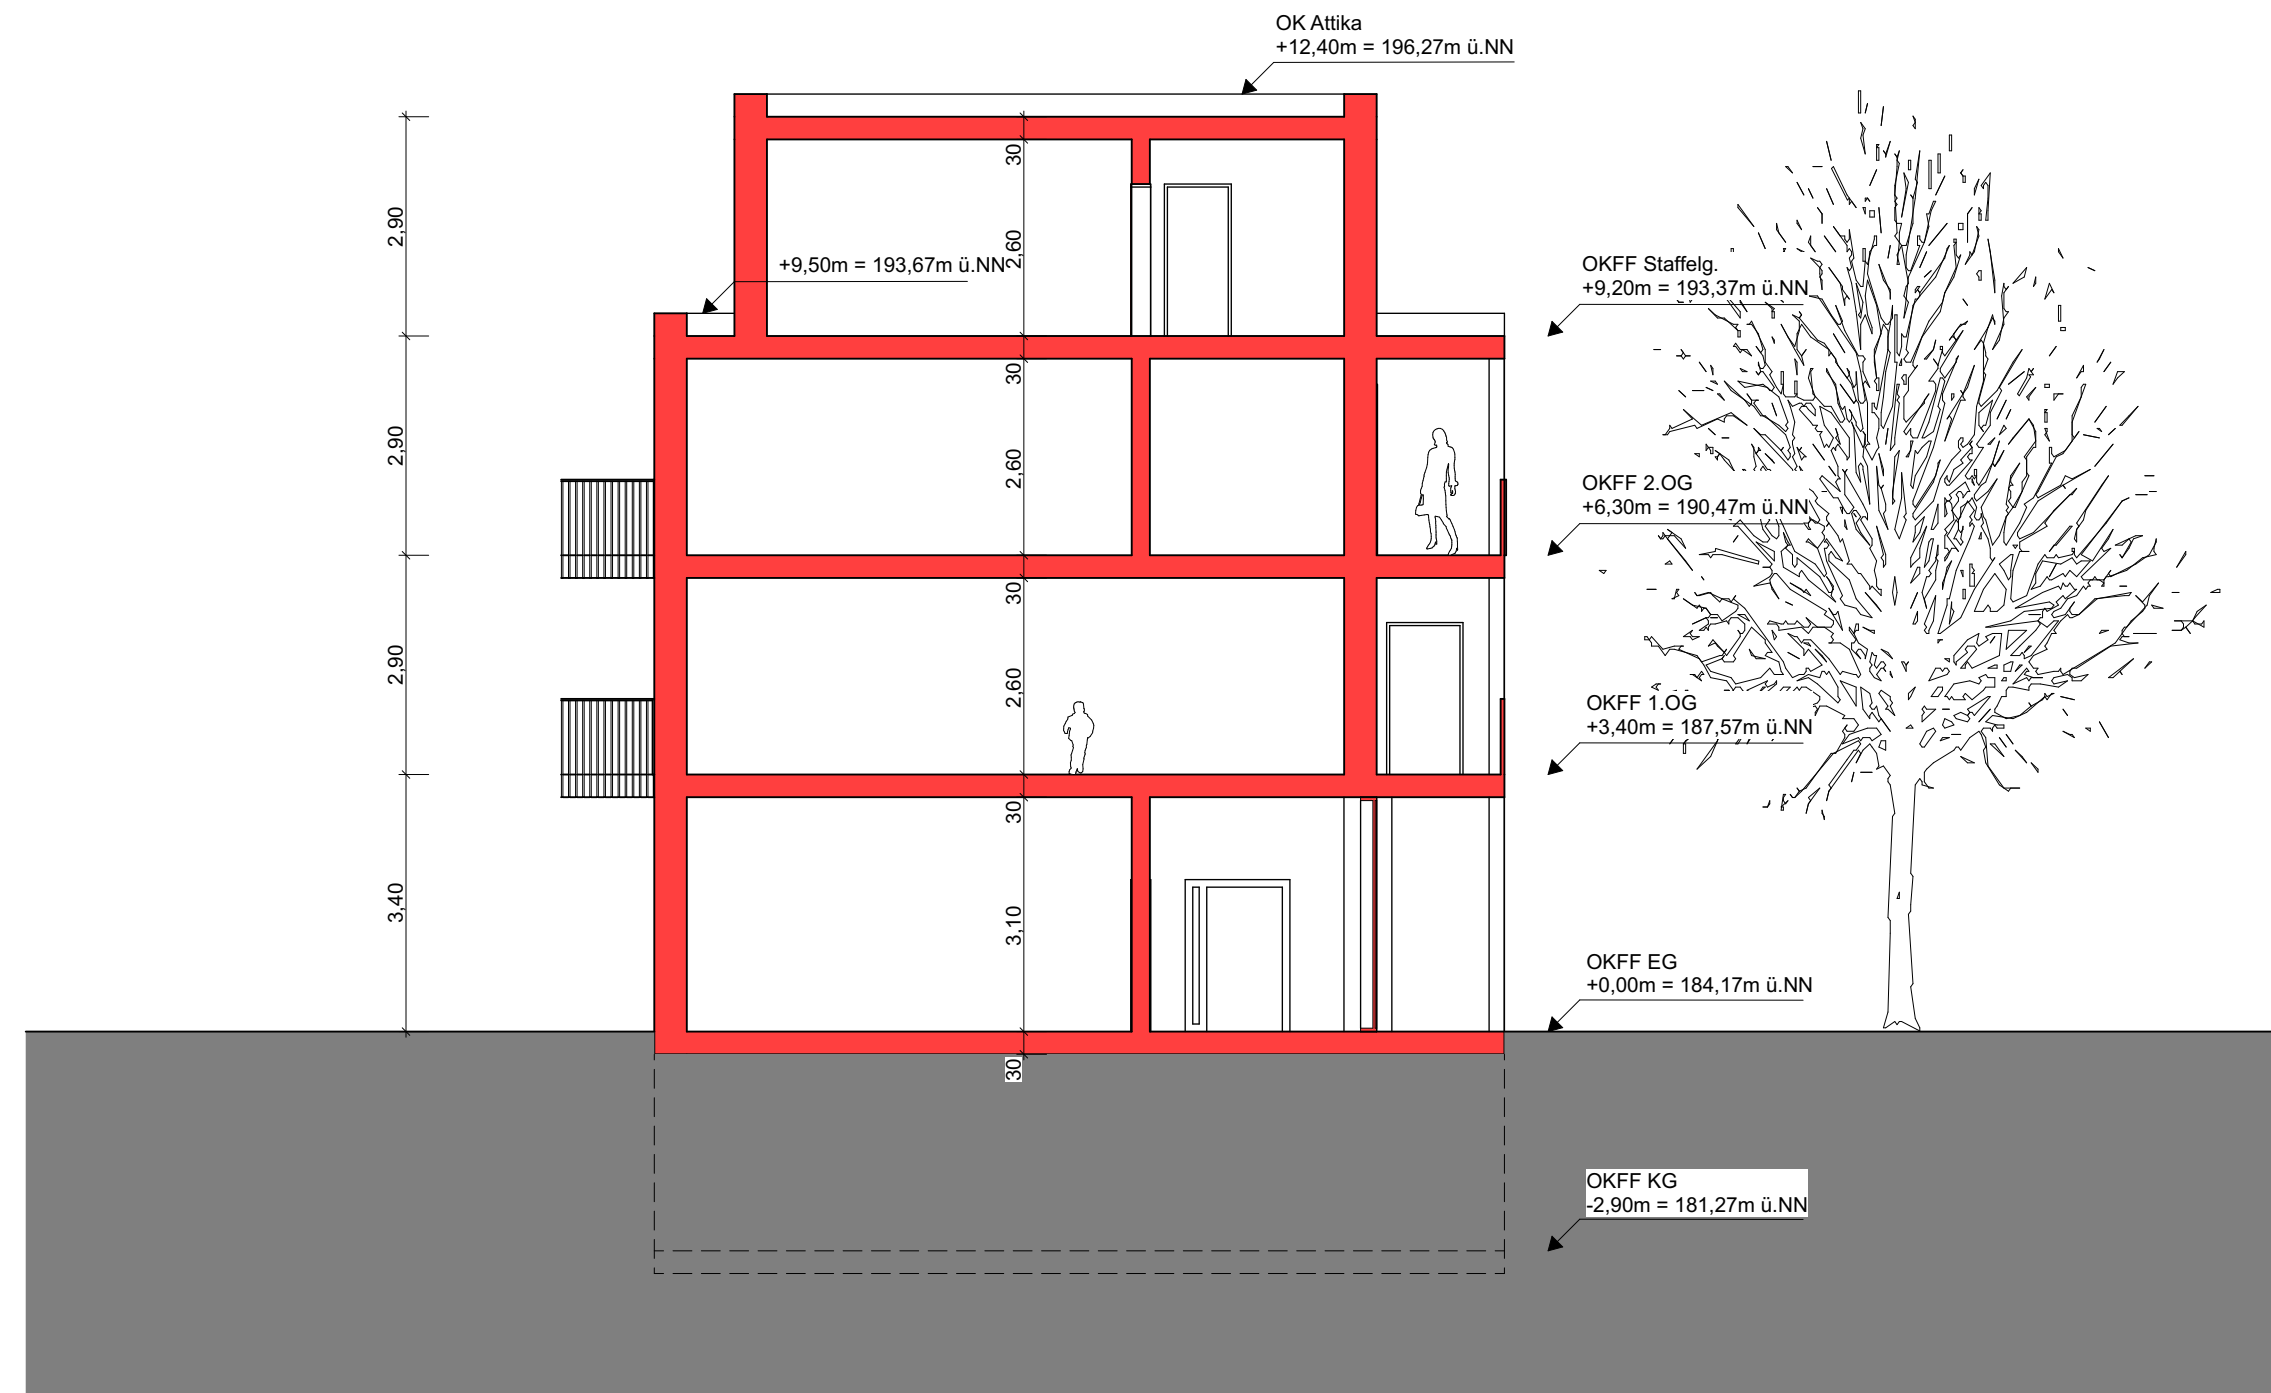 OK Attika
+12,40m = 196,27m ü.NN
+9,50m = 193,67m ü.NN
OKFF Staffelg.
+9,20m = 193,37m ü.NN
OKFF 2.OG
+6,30m = 190,47m ü.NN
OKFF 1.OG
+3,40m = 187,57m ü.NN
OKFF EG
+0,00m = 184,17m ü.NN
OKFF KG
-2,90m = 181,27m ü.NN
2,90
2,90
2,90
3,40
30
2,60
30
2,60
30
2,60
30
3,10
30